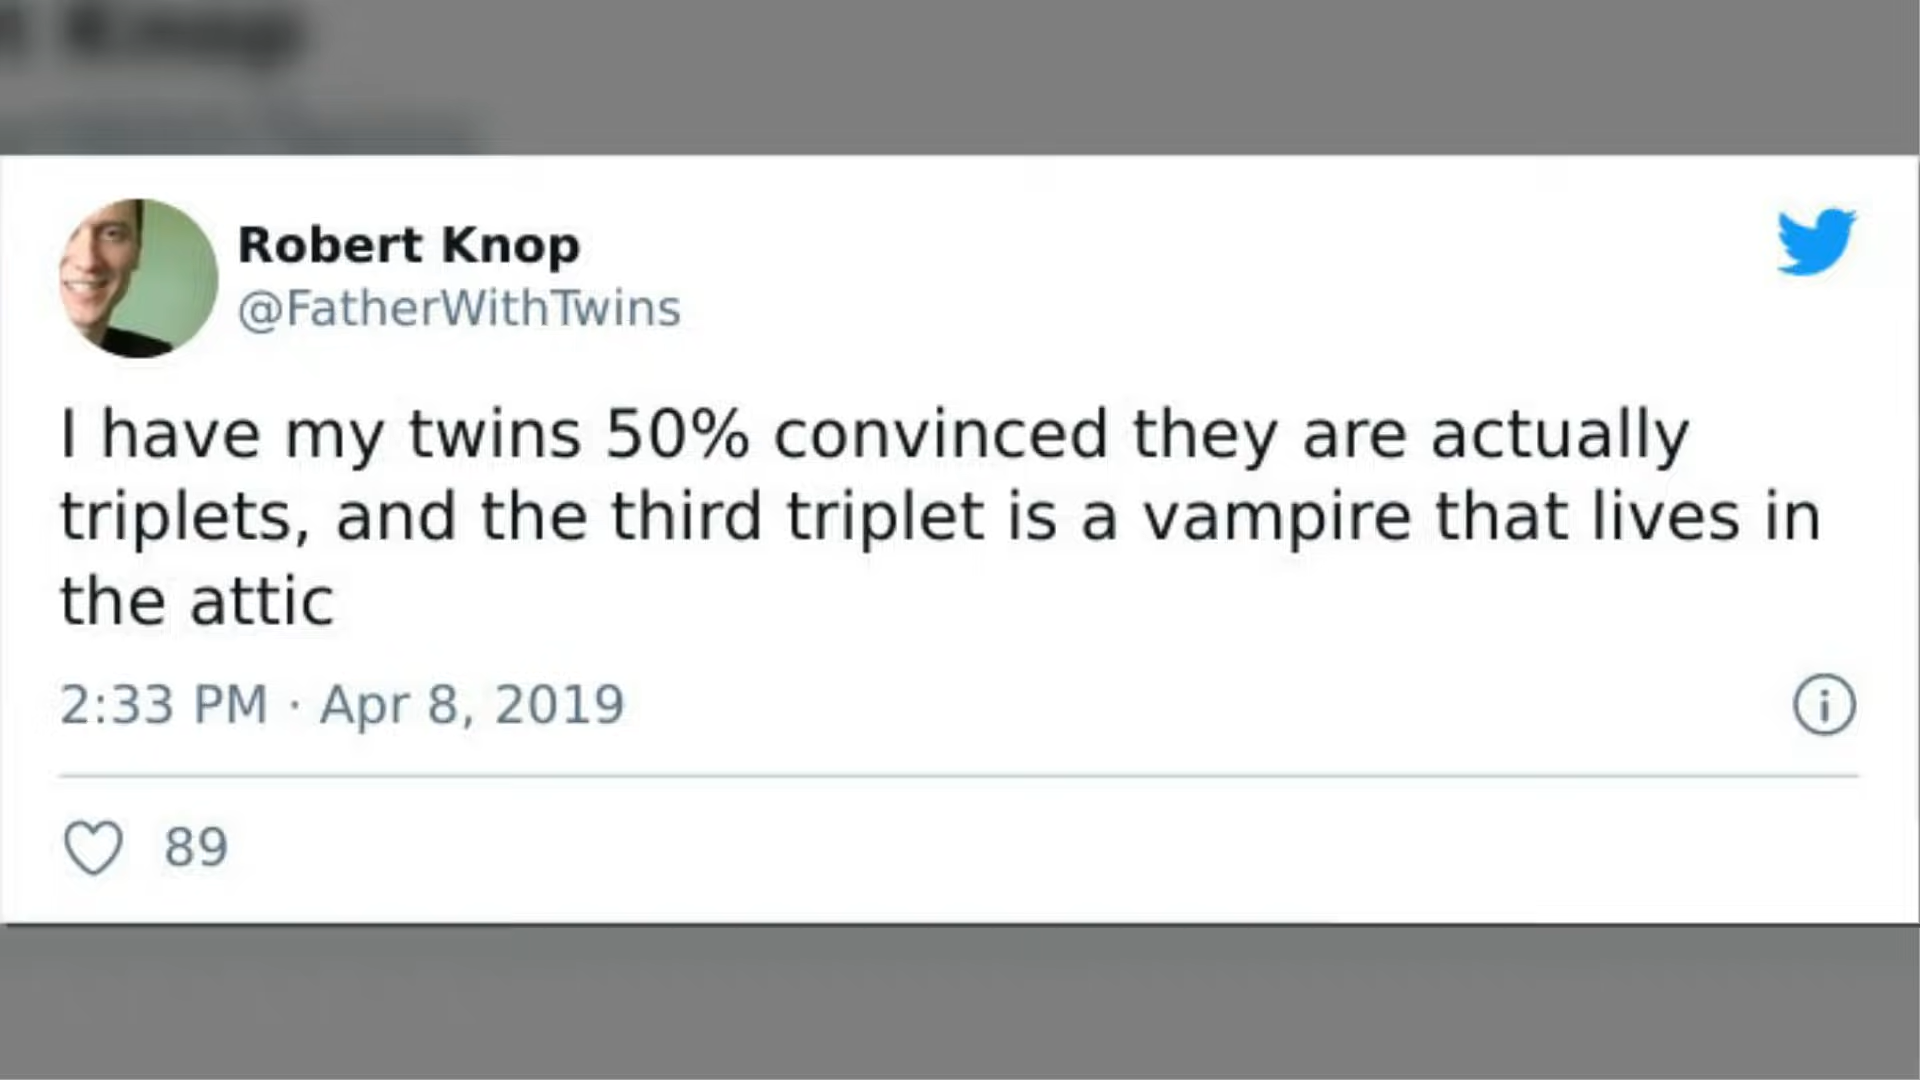 t Knop
Robert Knop
@FatherWithTwins
I have my twins 50% convinced they are actually
triplets, and the third triplet is a vampire that lives in
the attic
2:33 PM · Apr 8, 2019
89